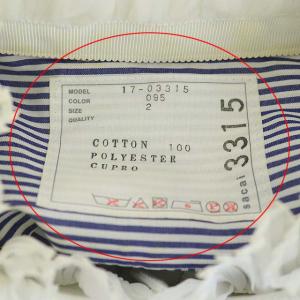 MODEL 17-03315
COLOR 095
SIZE 2
QUALITY
COTTON 100
POLYESTER
CUPRO
sacai 3315